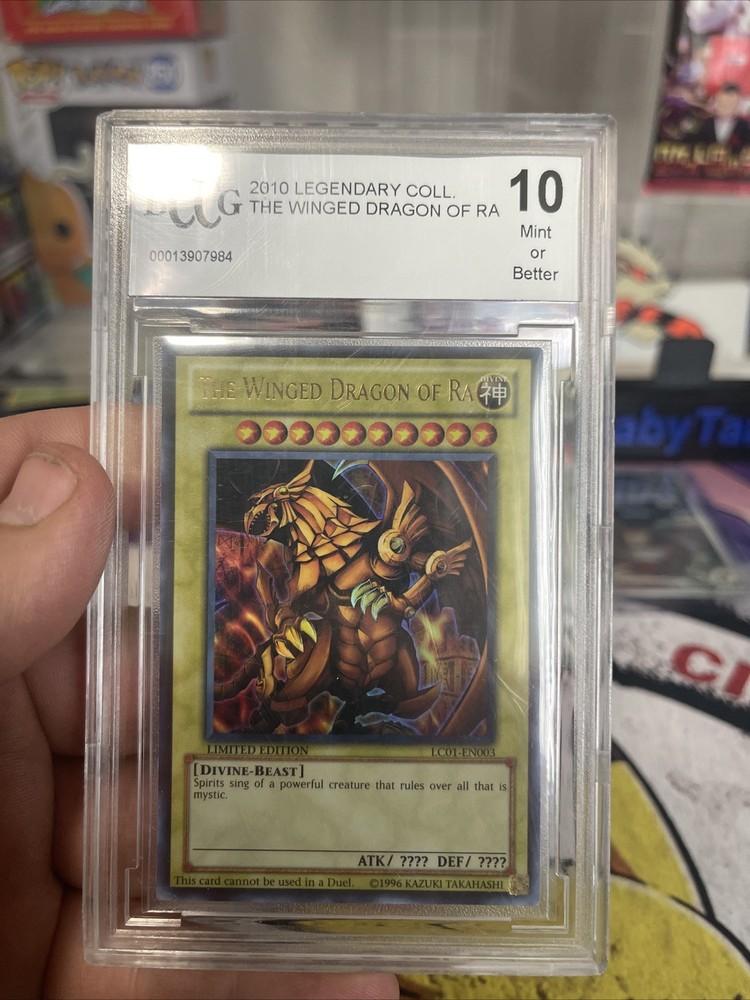 2010 LEGENDARY COLL.
THE WINGED DRAGON OF RA
10
Mint
or
Better
00013907984
THE WINGED DRAGON OF RA
DIVINE
神
LIMITED EDITION
LC01-EN003
[DIVINE-BEAST]
Spirits sing of a powerful creature that rules over all that is
mystic.
ATK/ ???? DEF/ ????
This card cannot be used in a Duel. ©1996 KAZUKI TAKAHASHI